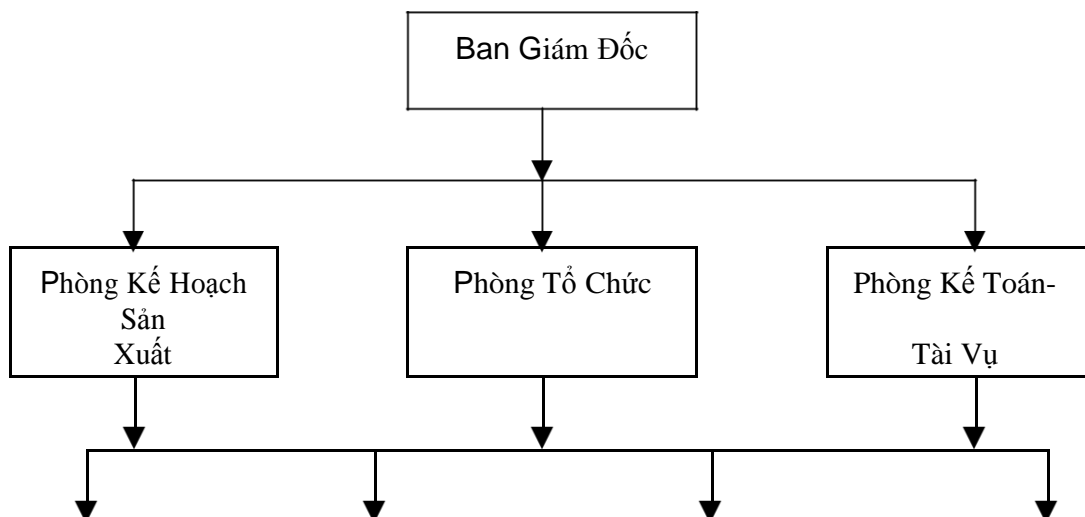 Ban Giám Đốc
Phòng Kế Hoạch
Sản
Xuất
Phòng Tổ Chức
Phòng Kế Toán-
Tài Vụ